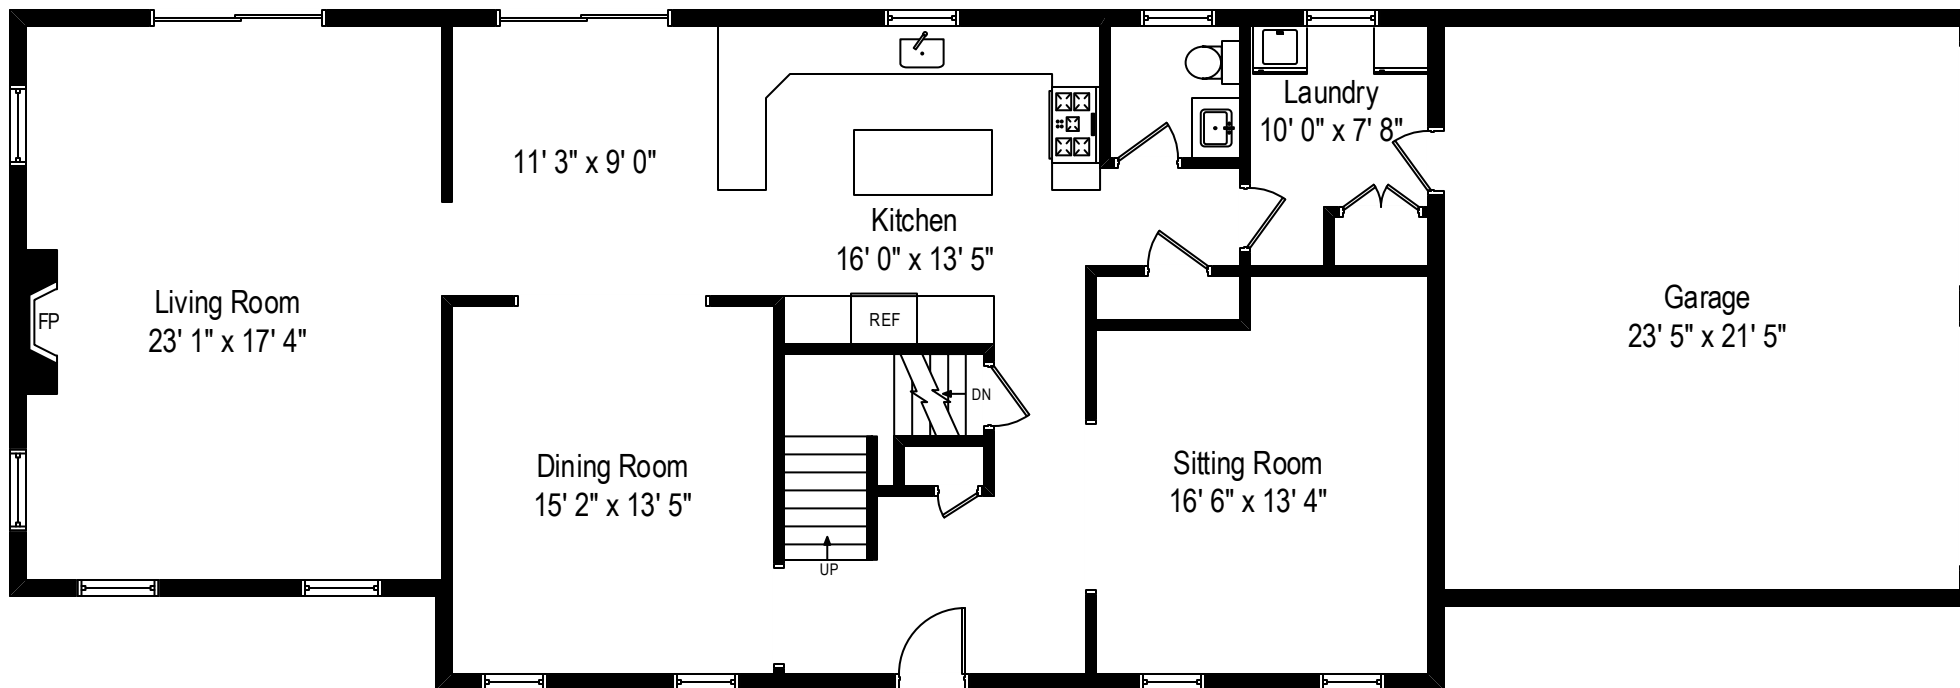 Laundry
10' 0" x 7' 8"
11' 3" x 9' 0"
Kitchen
16' 0" x 13' 5"
Living Room
23' 1" x 17' 4"
FP
REF
Garage
23' 5" x 21' 5"
DN
Dining Room
15' 2" x 13' 5"
Sitting Room
16' 6" x 13' 4"
UP